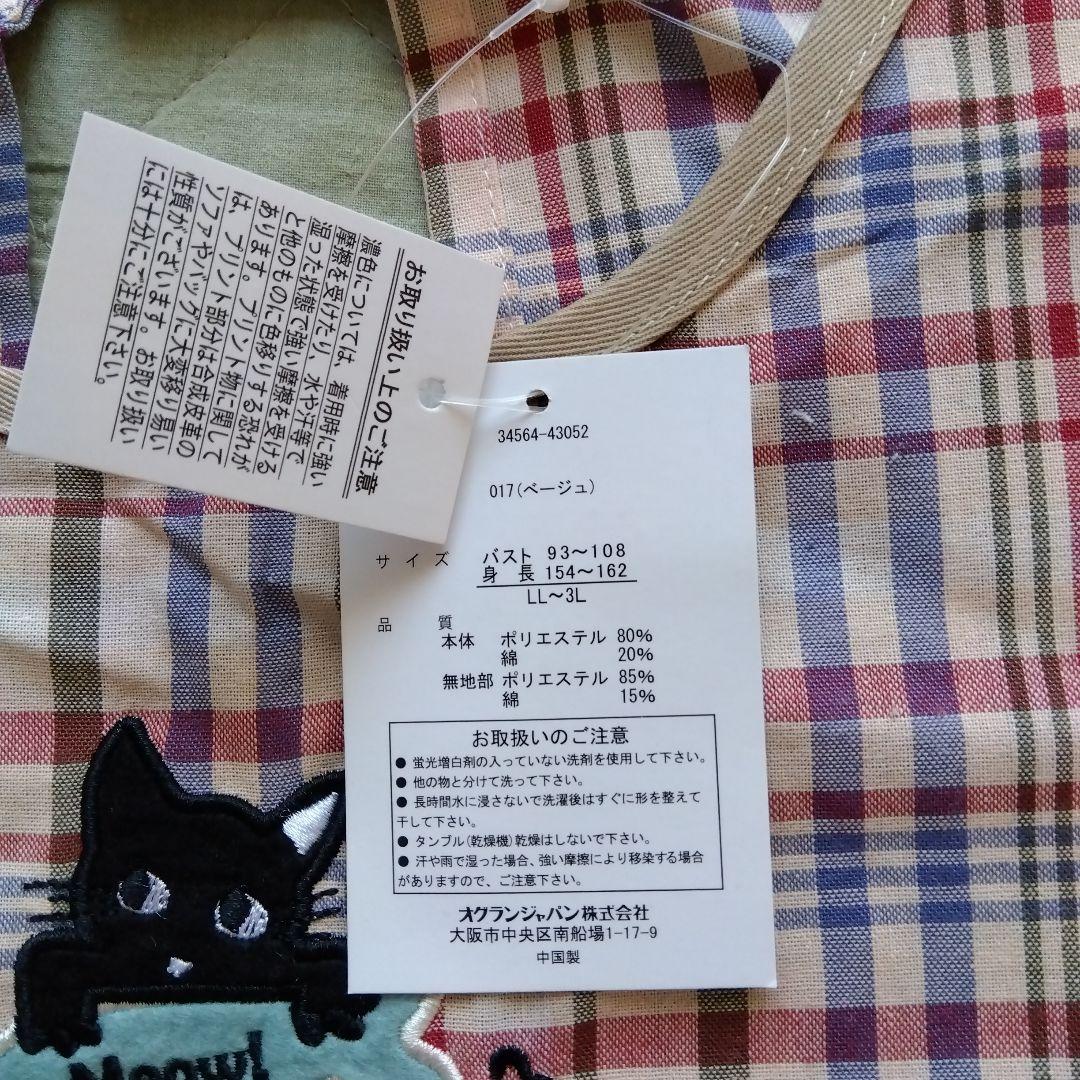 お取り扱い上のご注意
濃色については、着用時に強い
摩擦を受けたり、水や汗等で
湿った状態で強い摩擦を受ける
と他のものに色移りする恐れが
あります。プリント物に関して
は、プリント部分は合成皮革の
ソファやバッグに大変移り易い
性質がございます。お取り扱い
には十分にご注意下さい。
34564-43052
017(ベージュ)
サイズ バスト 93～108
身長 154～162
LL～3L
品質
本体 ポリエステル 80%
綿 20%
無地部 ポリエステル 85%
綿 15%
お取扱いのご注意
● 蛍光増白剤の入っていない洗剤を使用して下さい。
● 他の物と分けて洗って下さい。
● 長時間水に浸さないで洗濯後はすぐに形を整えて
干して下さい。
● タンブル(乾燥機)乾燥はしないで下さい。
● 汗や雨で湿った場合、強い摩擦により移染する場合
がありますので、ご注意下さい。
オグランジャパン株式会社
大阪市中央区南船場1-17-9
中国製
Meow!